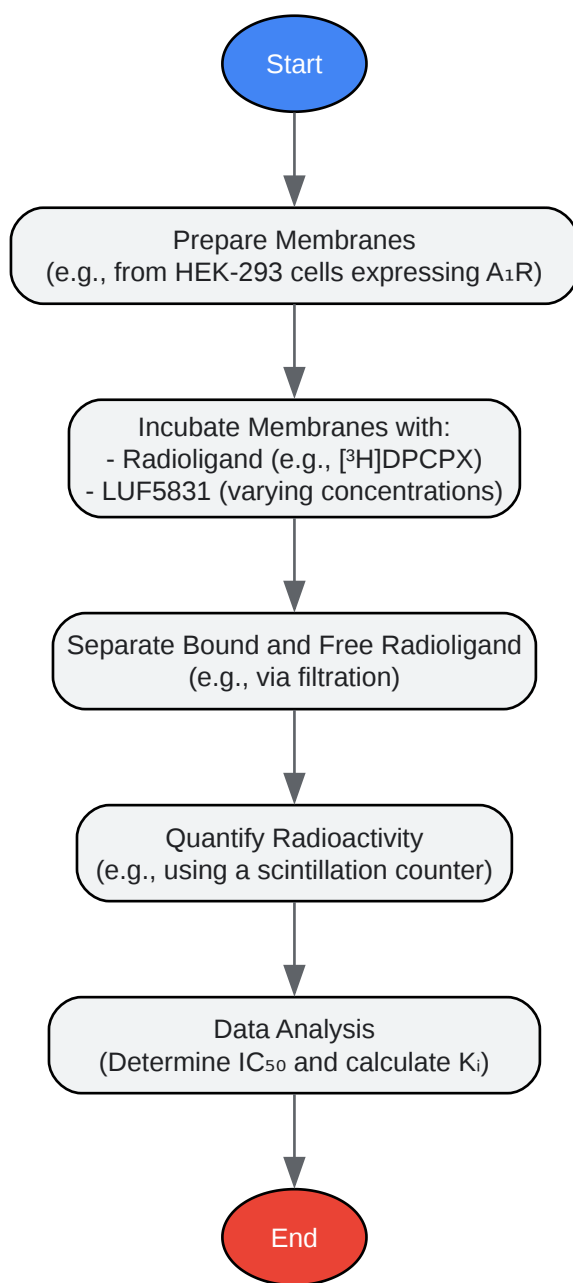 Start
Prepare Membranes
(e.g., from HEK-293 cells expressing A₁R)
Incubate Membranes with:
- Radioligand (e.g., [³H]DPCPX)
- LUF5831 (varying concentrations)
Separate Bound and Free Radioligand
(e.g., via filtration)
Quantify Radioactivity
(e.g., using a scintillation counter)
Data Analysis
(Determine IC₅₀ and calculate Kᵢ)
End